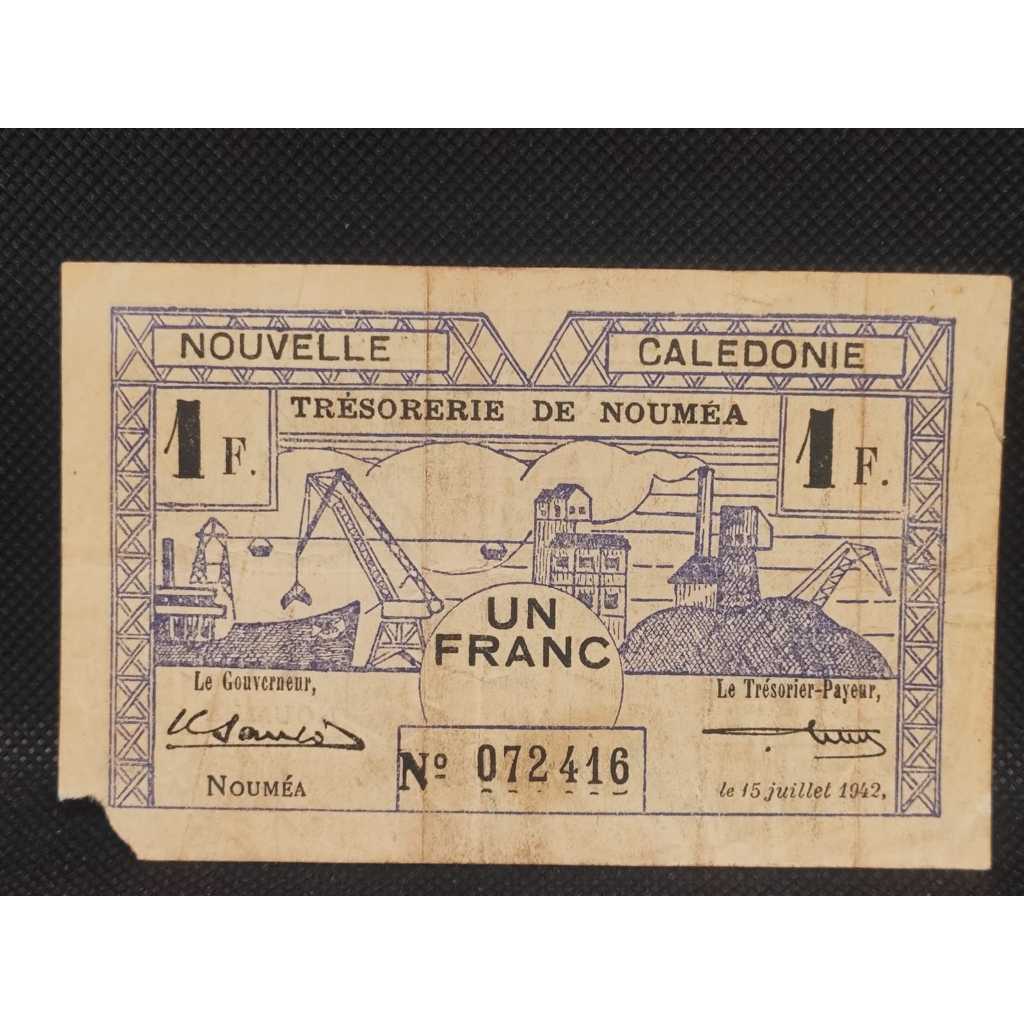 NOUVELLE CALEDONIE
TRÉSORERIE DE NOUMÉA
1 F. 1 F.
UN
FRANC
Le Gouverneur, Le Trésorier-Payeur,
Nº 072416
NOUMÉA le 15 juillet 1942,